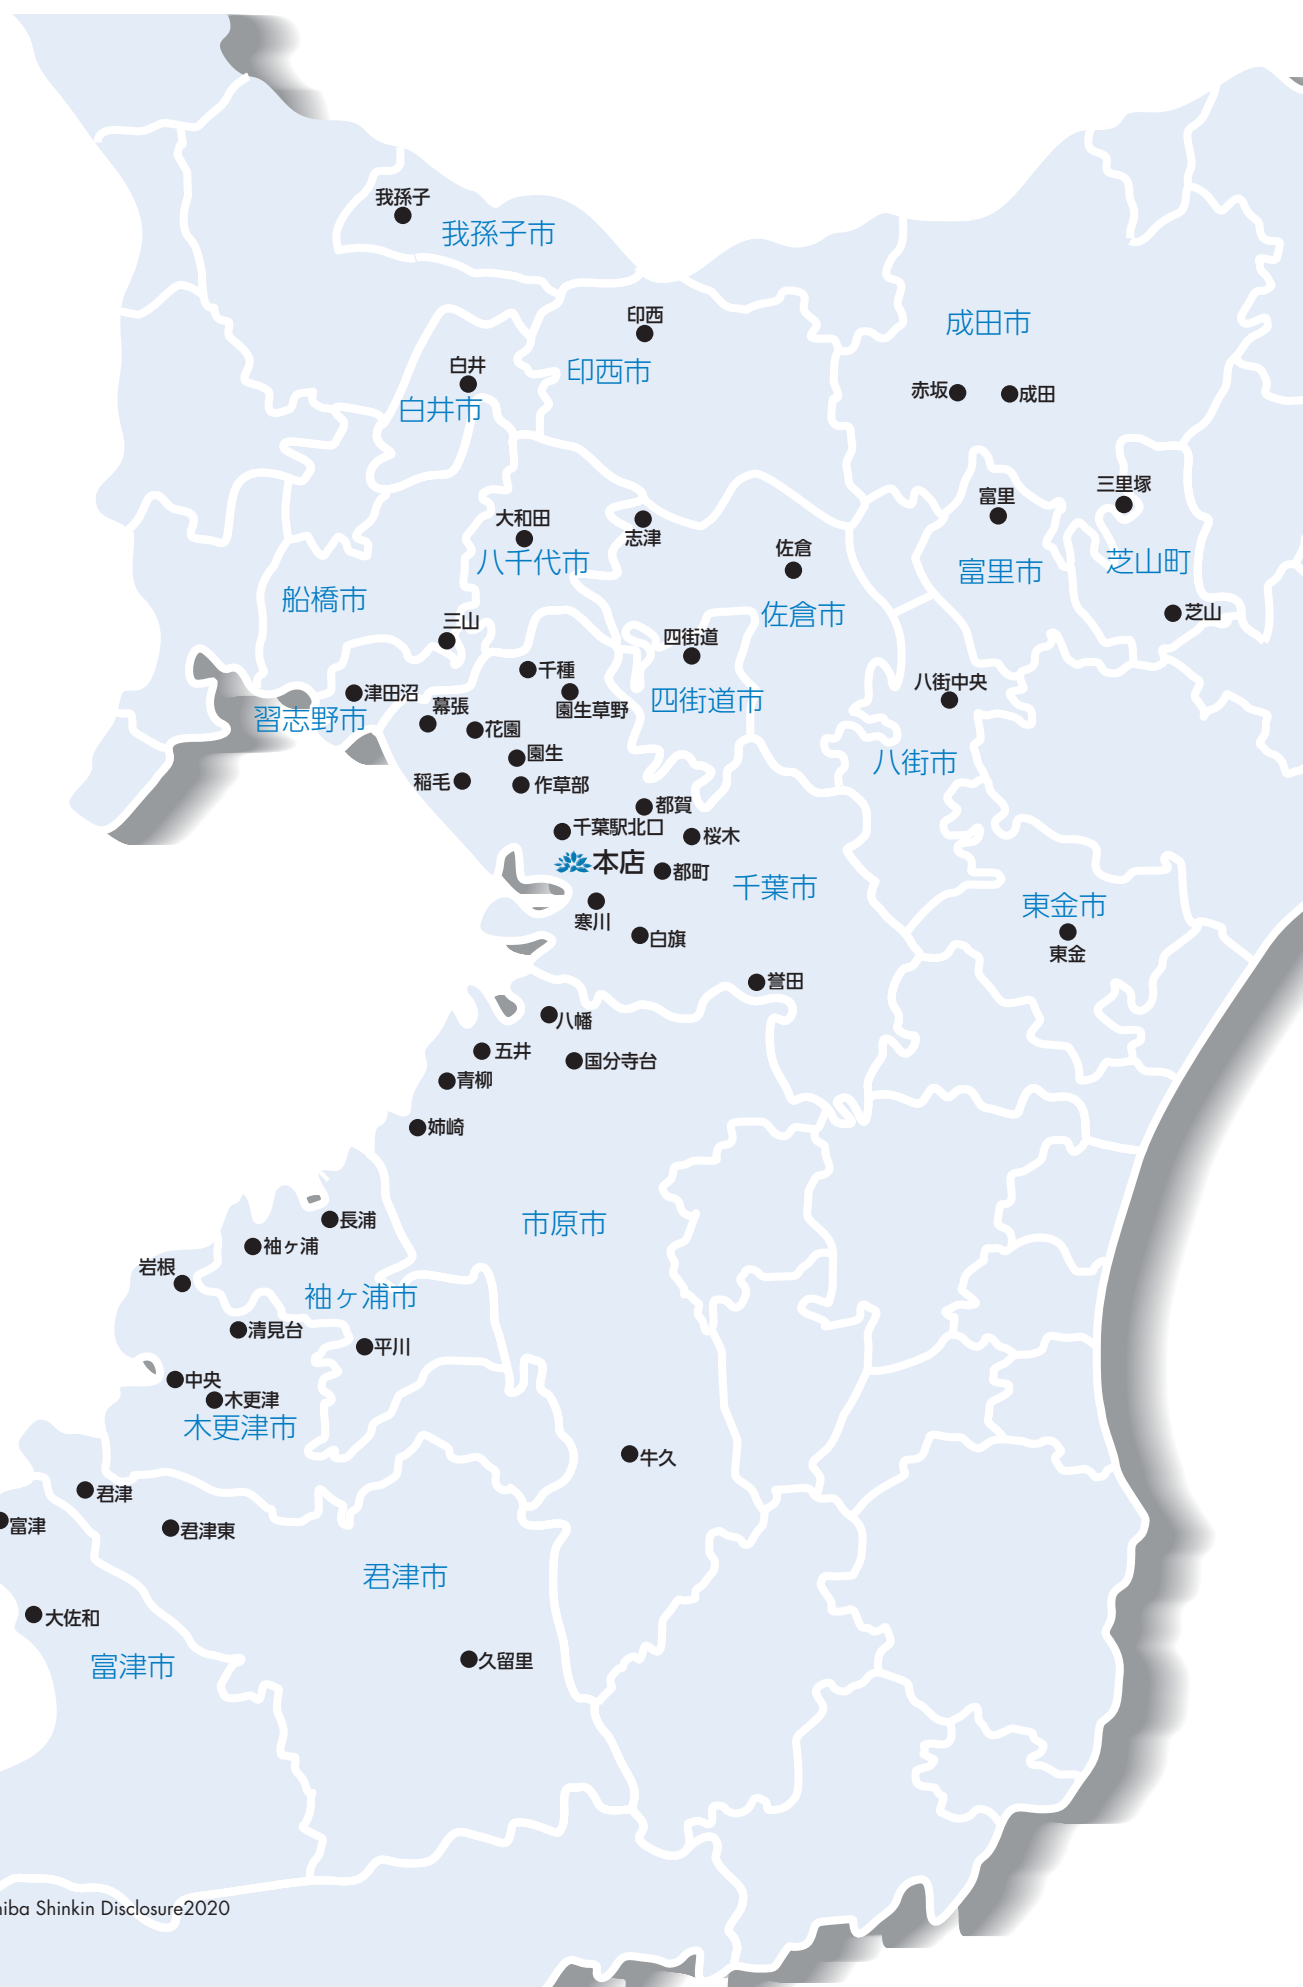 我孫子
我孫子市
印西
成田市
白井
印西市
赤坂
成田
白井市
三里塚
富里
大和田
志津
佐倉
八千代市
芝山町
富里市
船橋市
佐倉市
芝山
三山
四街道
千種
八街中央
津田沼
園生草野
四街道市
幕張
習志野市
花園
園生
八街市
稲毛
作草部
都賀
千葉駅北口
桜木
本店
都町
千葉市
東金市
寒川
白旗
東金
誉田
八幡
五井
国分寺台
青柳
姉崎
長浦
市原市
袖ヶ浦
岩根
袖ヶ浦市
清見台
平川
中央
木更津
木更津市
牛久
君津
富津
君津東
君津市
大佐和
久留里
富津市
hiba Shinkin Disclosure2020